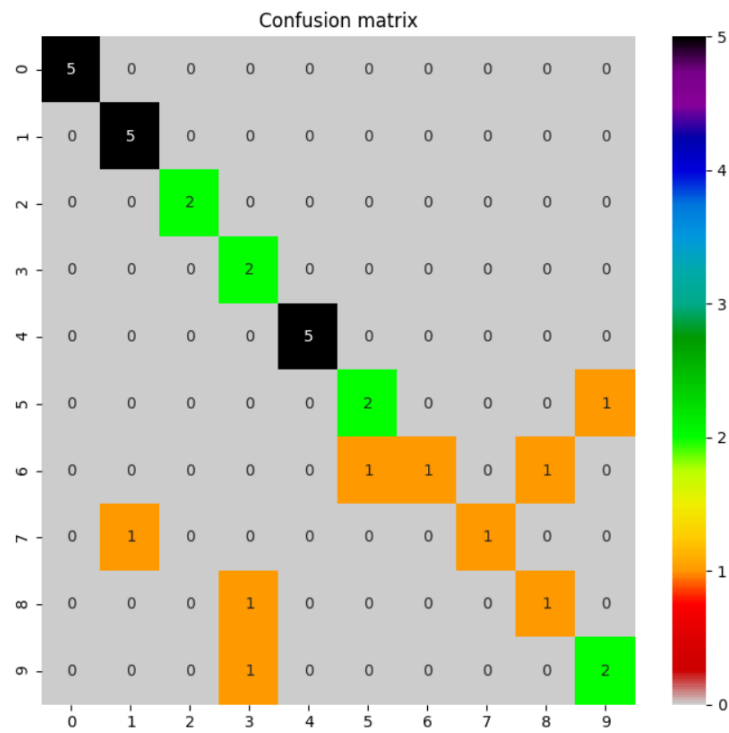 Confusion matrix
0 5 0 0 0 0 0 0 0 0 0
1 0 5 0 0 0 0 0 0 0 0
2 0 0 2 0 0 0 0 0 0 0
3 0 0 0 2 0 0 0 0 0 0
4 0 0 0 0 5 0 0 0 0 0
5 0 0 0 0 0 2 0 0 0 1
6 0 0 0 0 0 1 1 0 1 0
7 0 1 0 0 0 0 0 1 0 0
8 0 0 0 1 0 0 0 0 1 0
9 0 0 0 1 0 0 0 0 0 2
0 1 2 3 4 5 6 7 8 9
5
4
3
2
1
0